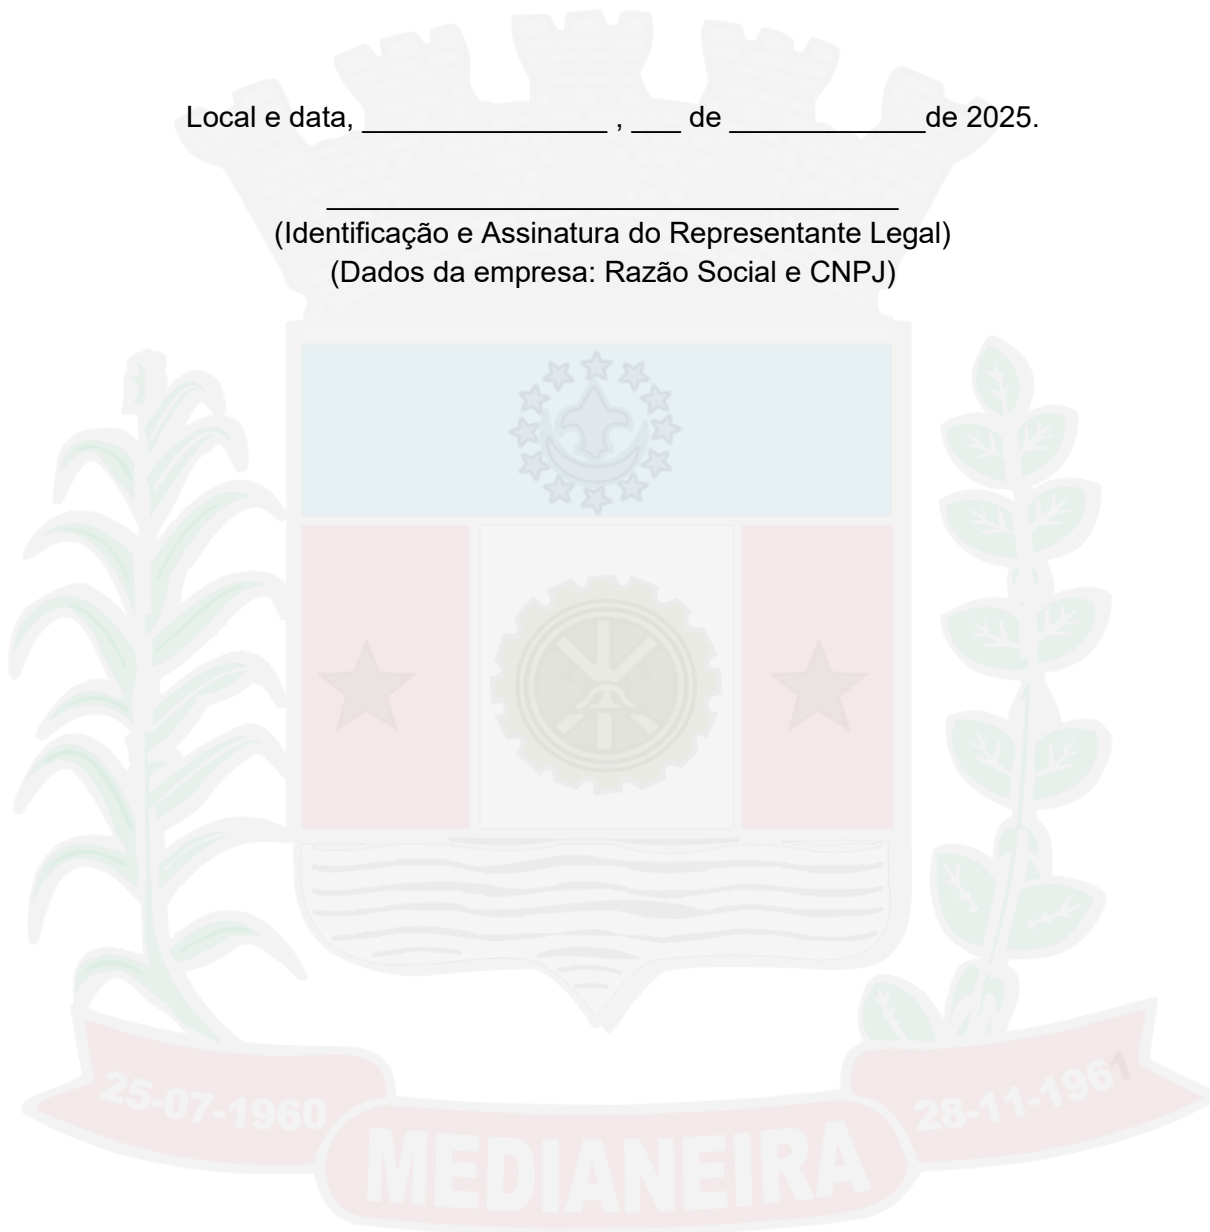 Local e data, _______________ , ___ de ____________de 2025.
___________________________________
(Identificação e Assinatura do Representante Legal)
(Dados da empresa: Razão Social e CNPJ)
25-07-1960
28-11-1961
MEDIANEIRA